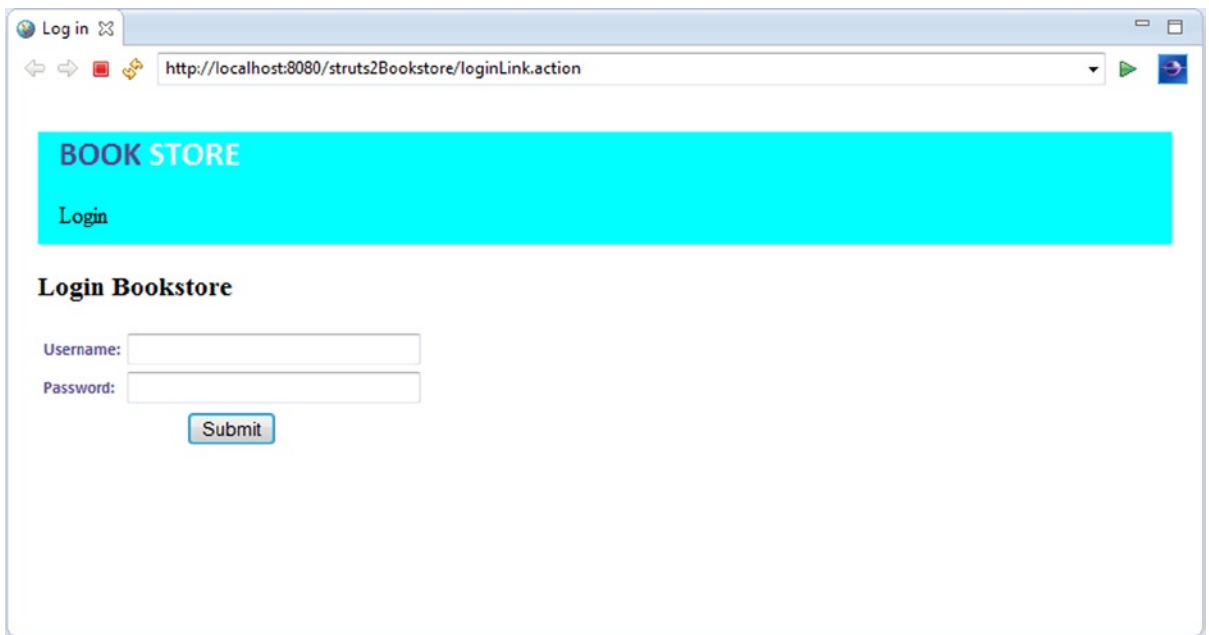 Log in
http://localhost:8080/struts2Bookstore/loginLink.action
BOOK STORE
Login
Login Bookstore
Username:
Password:
Submit